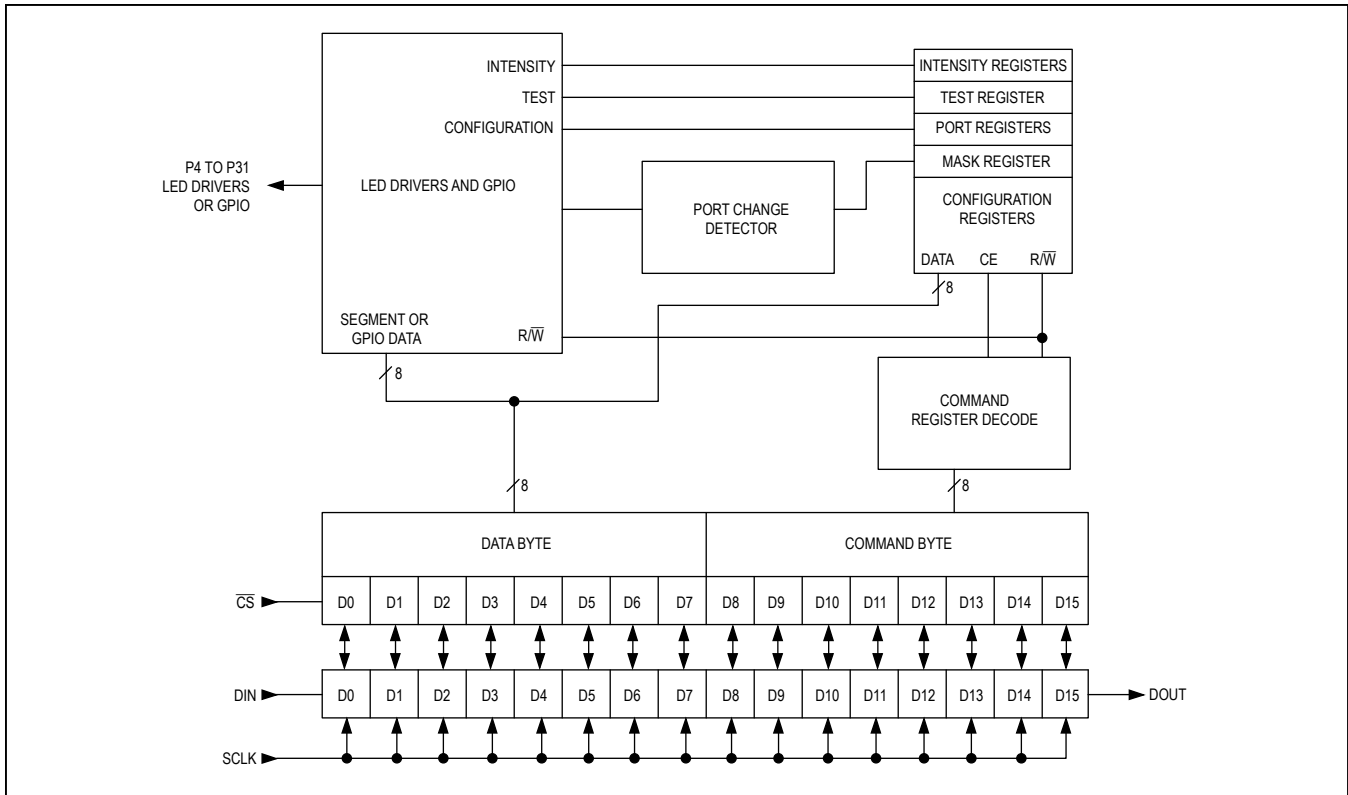 INTENSITY
TEST
CONFIGURATION
LED DRIVERS AND GPIO
P4 TO P31
LED DRIVERS
OR GPIO
SEGMENT OR
GPIO DATA
R/W̅
8
PORT CHANGE
DETECTOR
INTENSITY REGISTERS
TEST REGISTER
PORT REGISTERS
MASK REGISTER
CONFIGURATION
REGISTERS
DATA CE R/W̅
8
COMMAND
REGISTER DECODE
8
8
DATA BYTE COMMAND BYTE
C̅S̅ D0 D1 D2 D3 D4 D5 D6 D7 D8 D9 D10 D11 D12 D13 D14 D15
DIN D0 D1 D2 D3 D4 D5 D6 D7 D8 D9 D10 D11 D12 D13 D14 D15 DOUT
SCLK